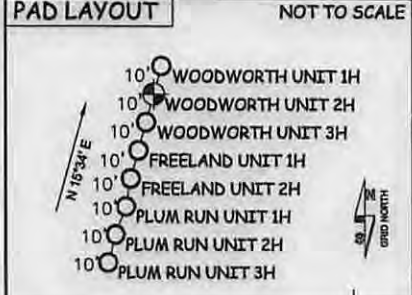 PAD LAYOUT
NOT TO SCALE
10' WOODWORTH UNIT 1H
10' WOODWORTH UNIT 2H
10' WOODWORTH UNIT 3H
10' FREELAND UNIT 1H
10' FREELAND UNIT 2H
10' PLUM RUN UNIT 1H
10' PLUM RUN UNIT 2H
10' PLUM RUN UNIT 3H
N 15°34' E
GRID NORTH